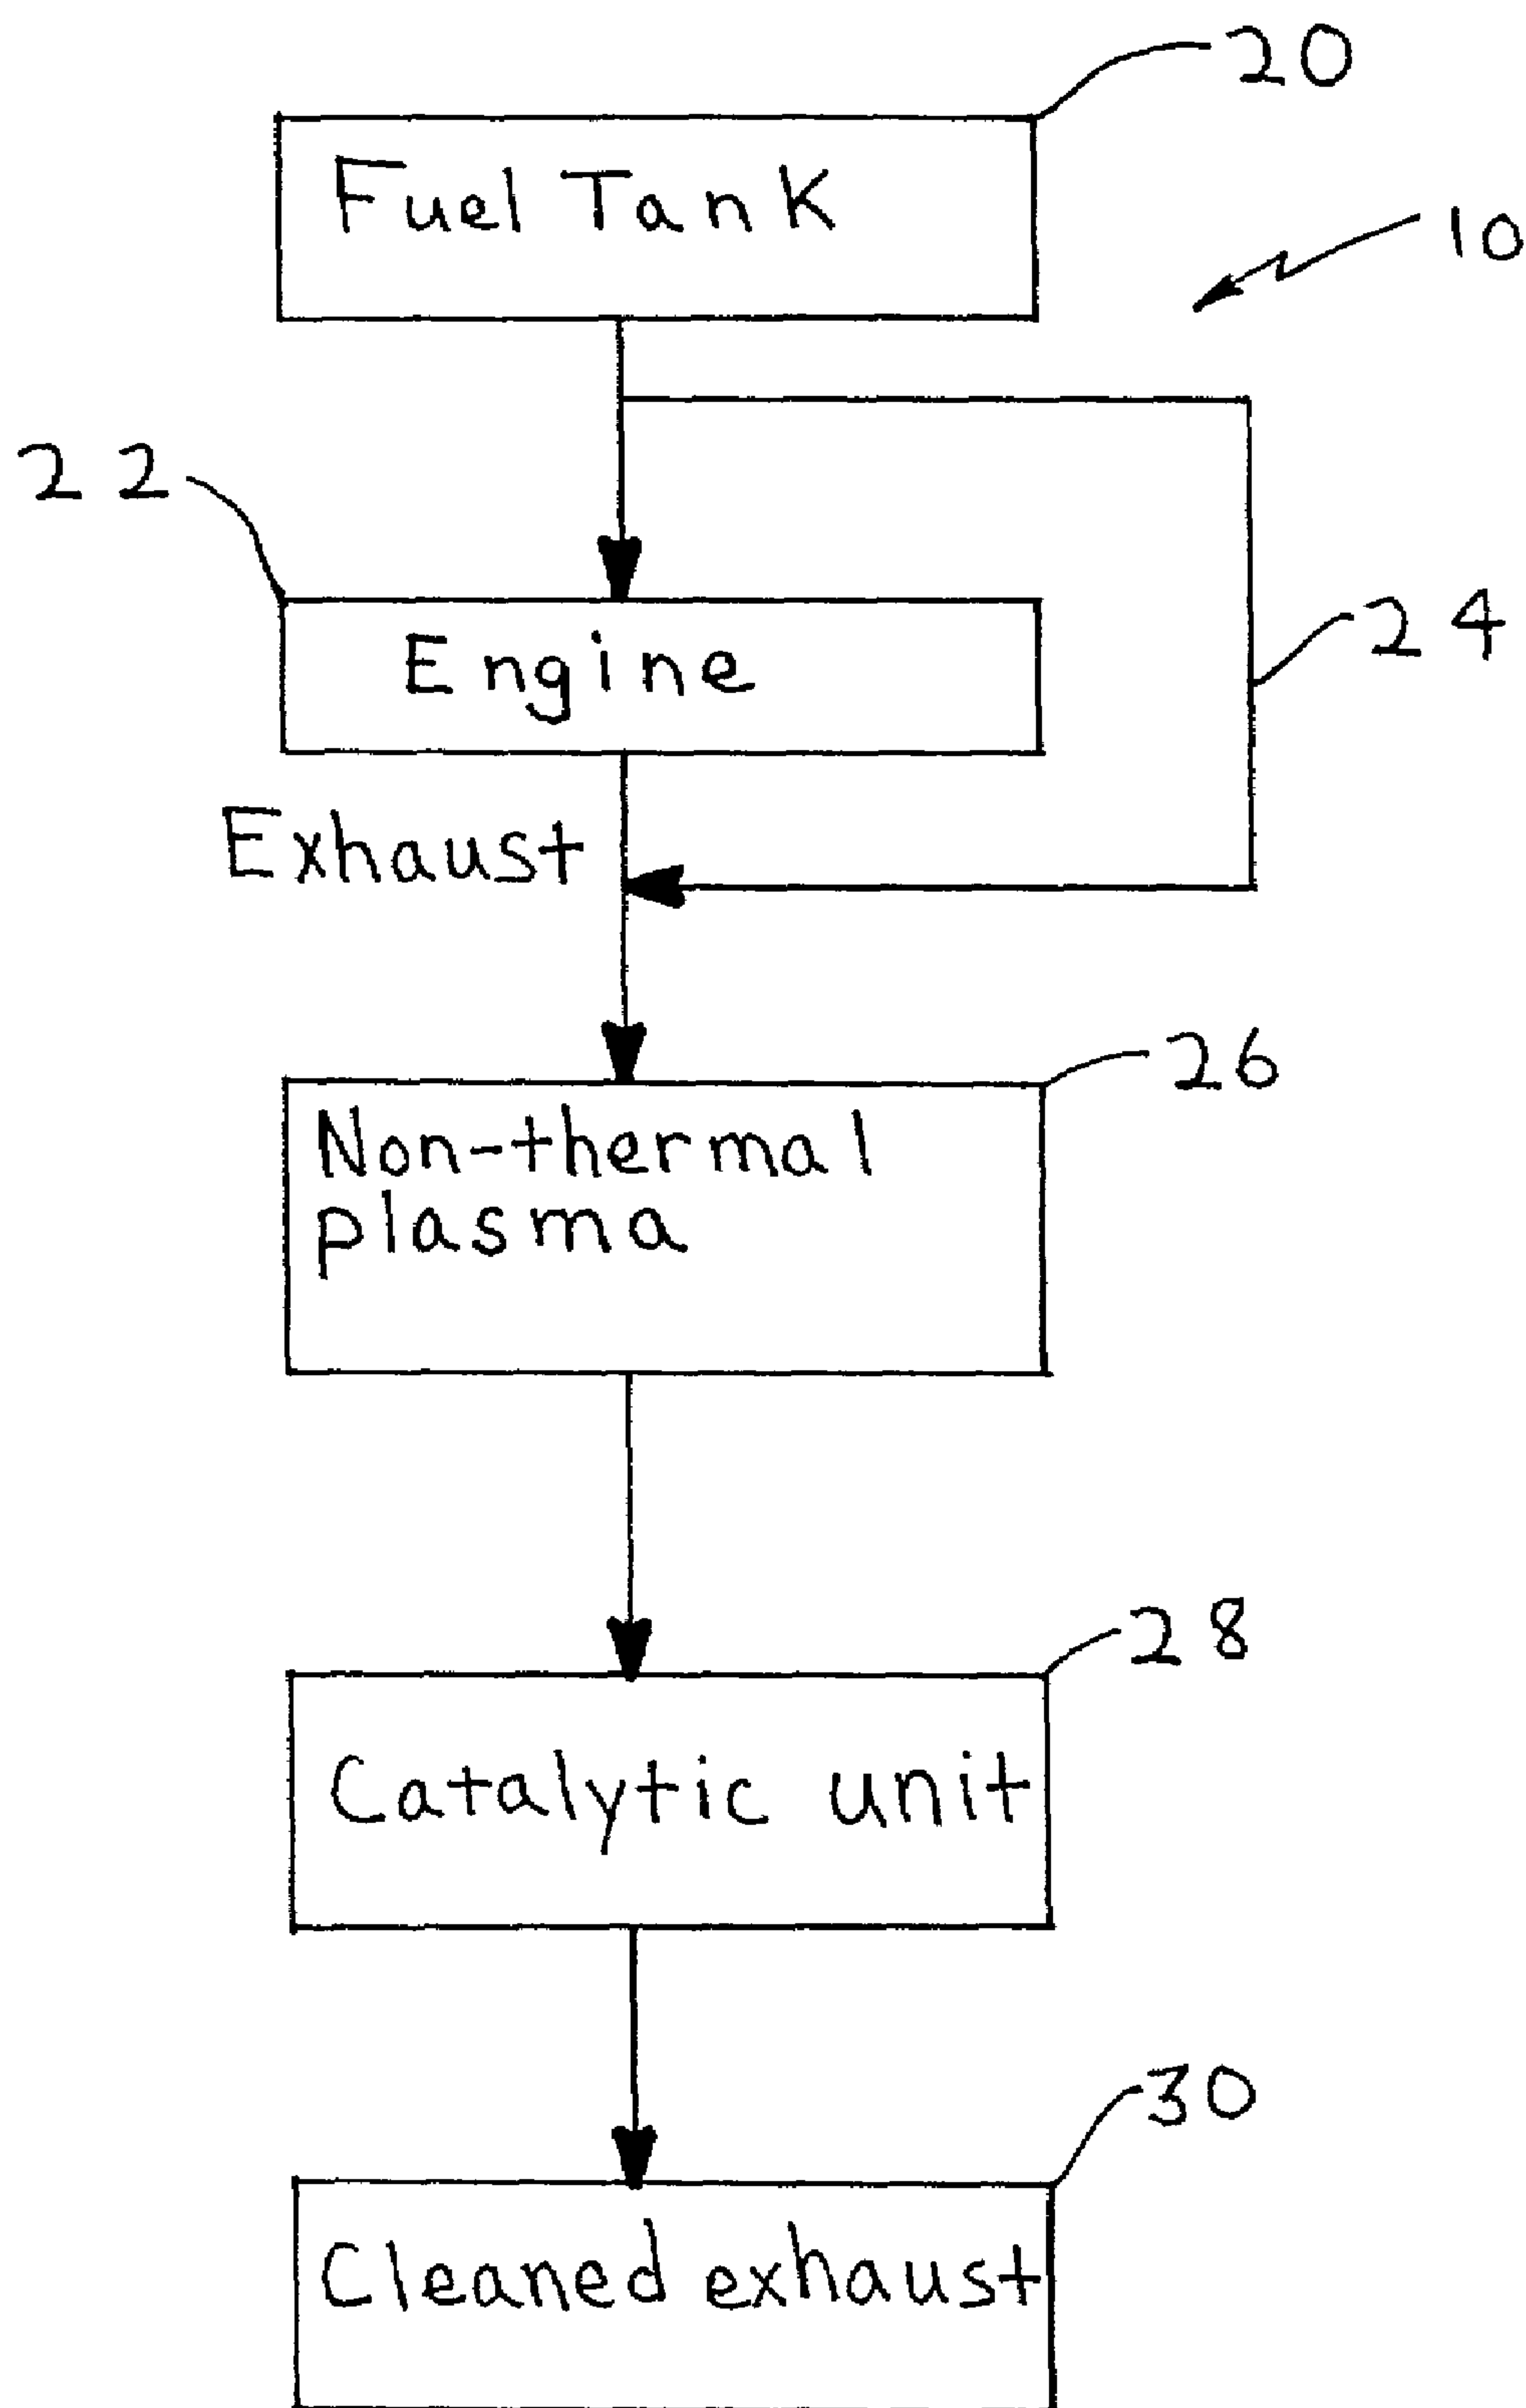 20
Fuel Tank
10
22
Engine
24
Exhaust
26
Non-thermal
plasma
28
Catalytic unit
30
Cleaned exhaust